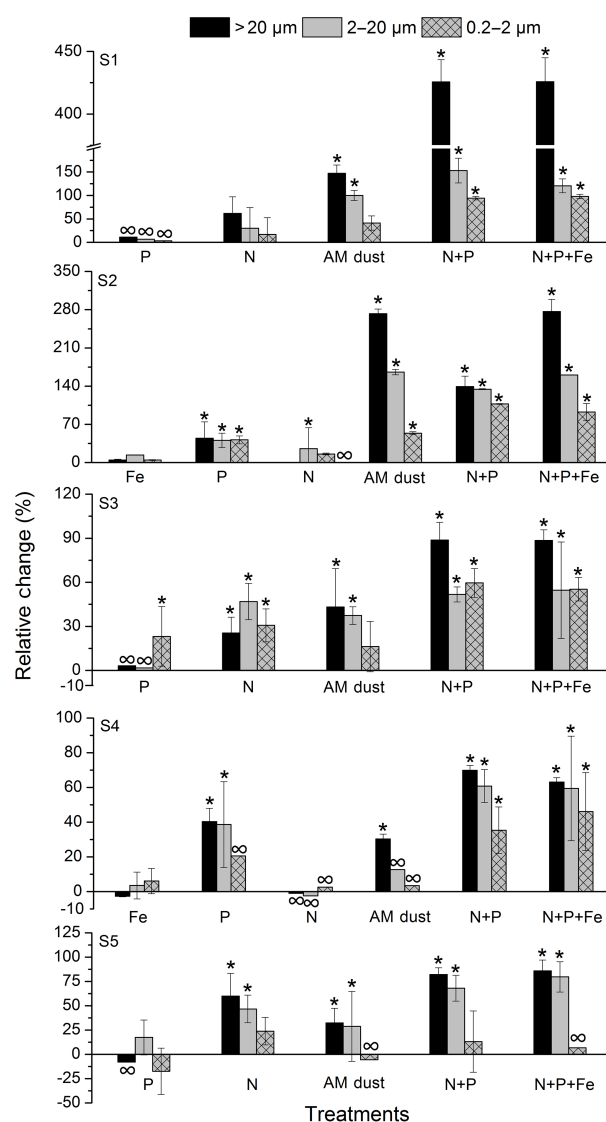 > 20 µm 2–20 µm 0.2–2 µm
S1
450
400
150
100
50
25
0
∞ ∞ ∞ * * * * * * * *
P N AM dust N+P N+P+Fe
S2
350
280
210
140
70
0
* * * * ∞ * * * * * * * * *
Fe P N AM dust N+P N+P+Fe
S3
120
90
60
30
0
-10
∞ ∞ * * * * * * * * * * * *
P N AM dust N+P N+P+Fe
S4
100
80
60
40
20
0
-10
* * ∞ ∞ ∞ ∞ * ∞ ∞ * * * * * *
Fe P N AM dust N+P N+P+Fe
S5
125
100
75
50
25
0
-25
50
∞ * * * * ∞ * * * * ∞
P N AM dust N+P N+P+Fe
Relative change (%)
Treatments